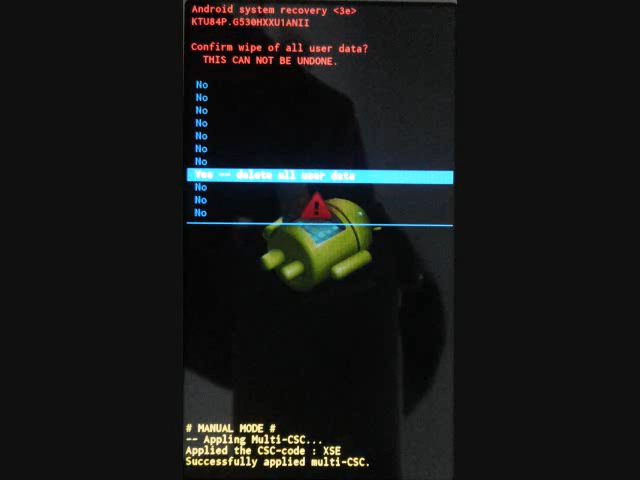 Android system recovery <3e>
KTU84P.G530HXXU1ANII
Confirm wipe of all user data?
THIS CAN NOT BE UNDONE.
No
No
No
No
No
No
No
Yes -- delete all user data
No
No
No
# MANUAL MODE #
-- Appling Multi-CSC...
Applied the CSC-code : XSE
Successfully applied multi-CSC.